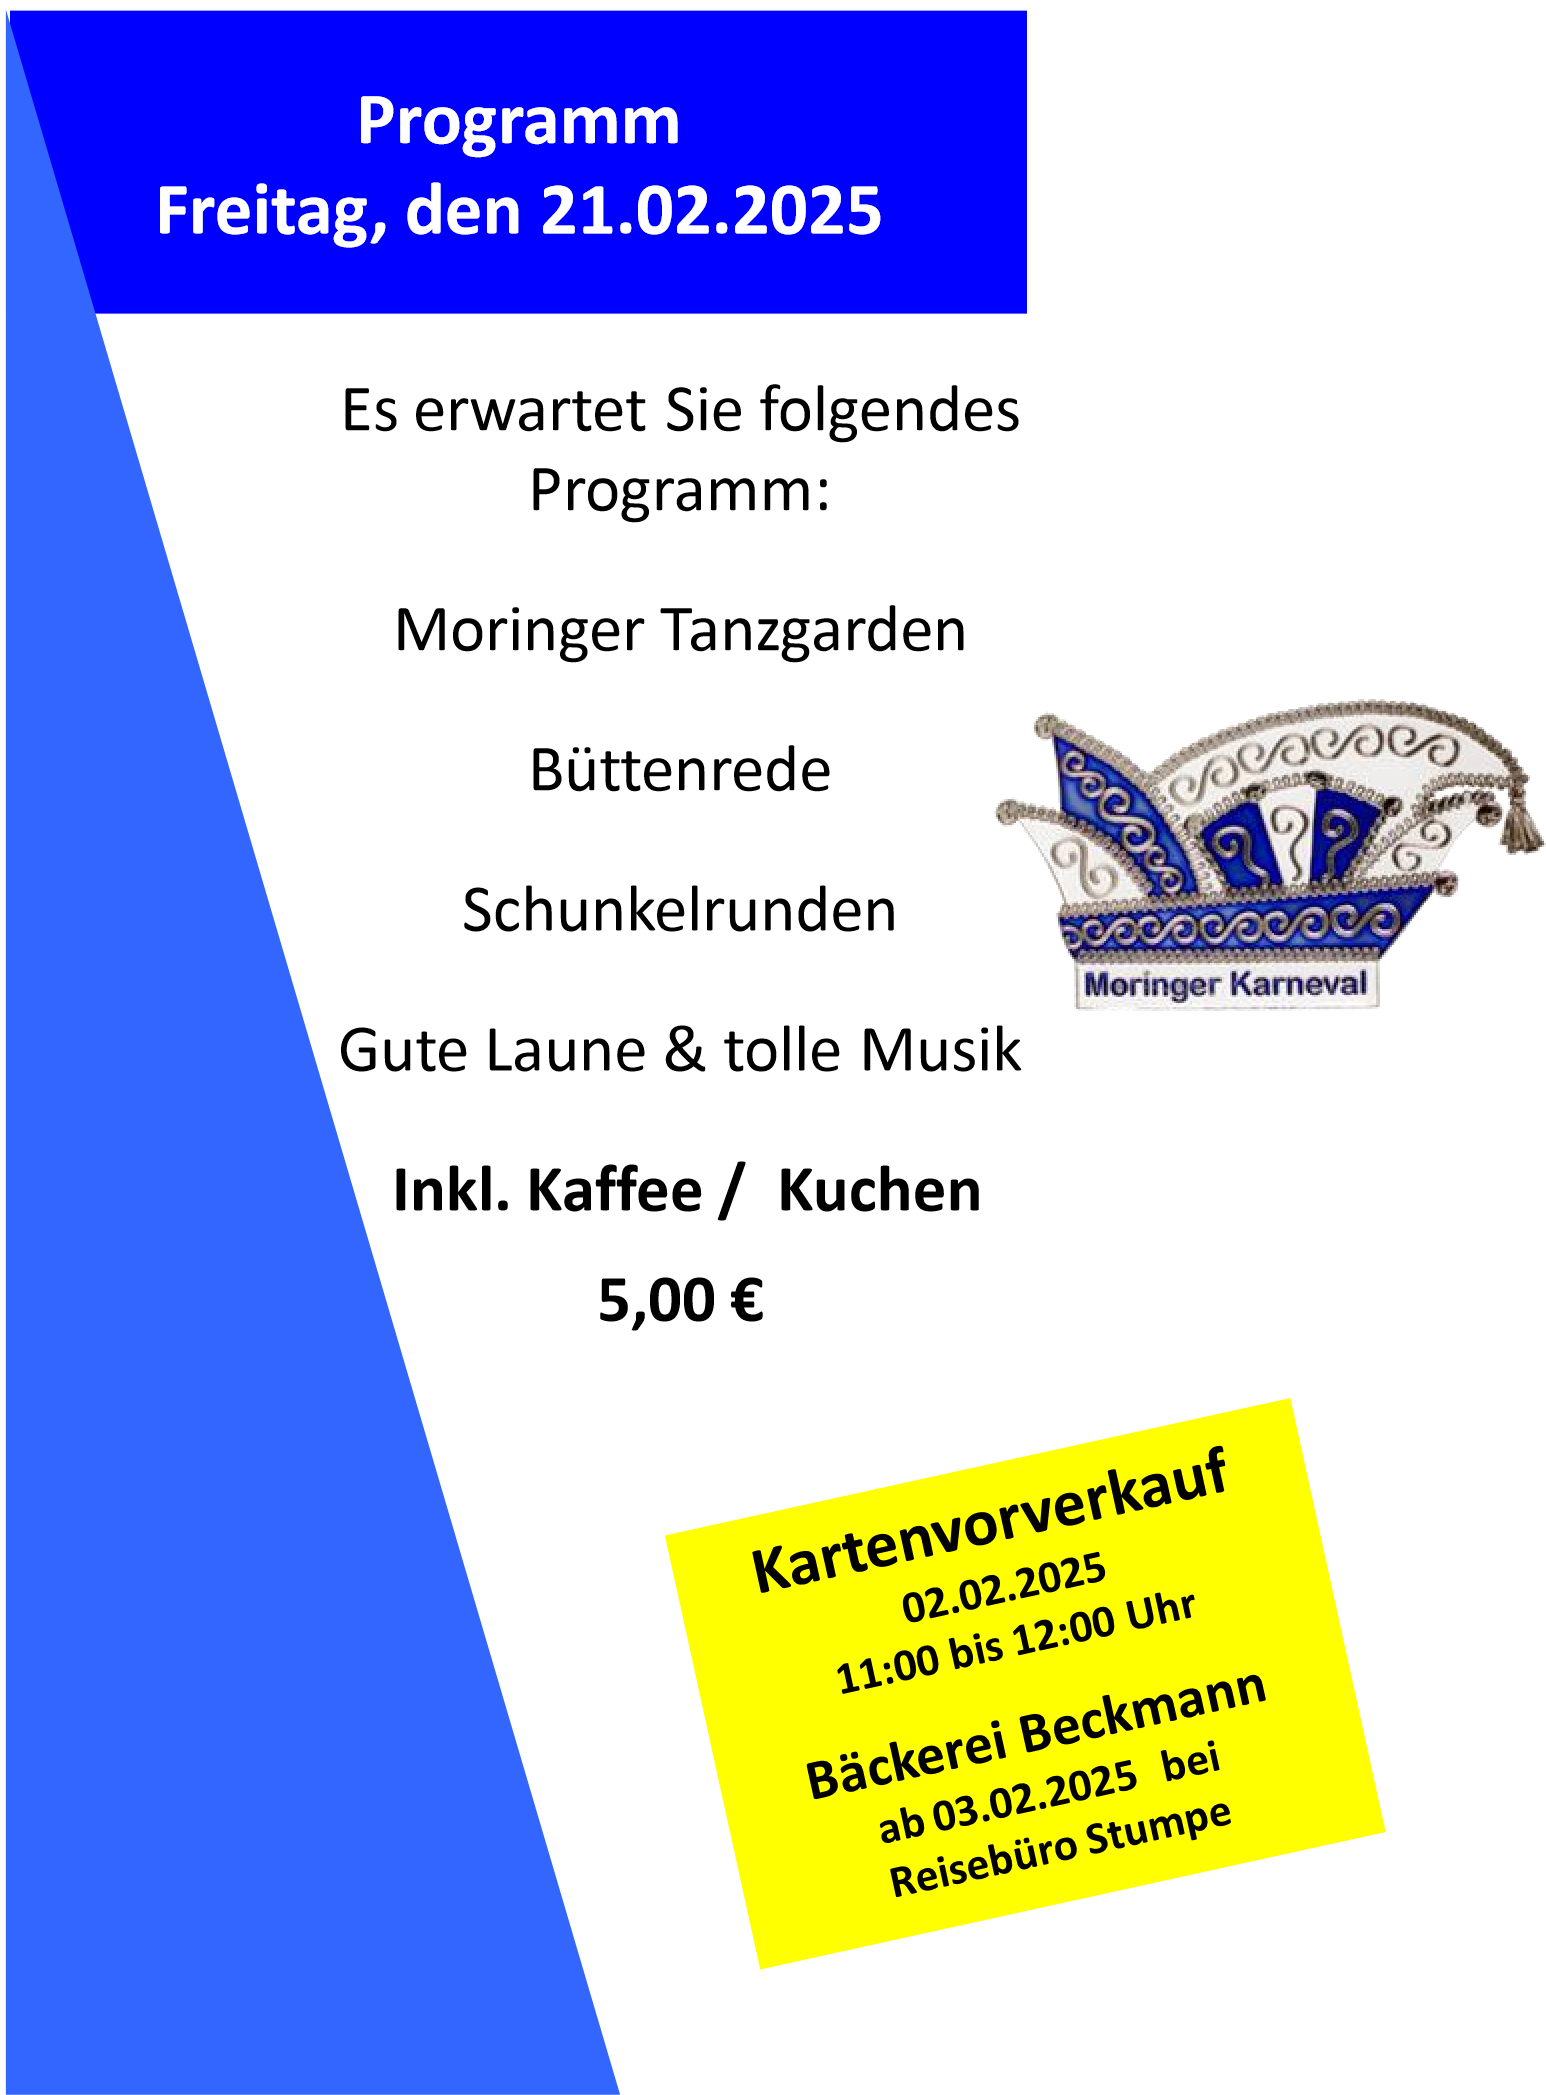 Programm
Freitag, den 21.02.2025
Es erwartet Sie folgendes
Programm:
Moringer Tanzgarden
Büttenrede
Schunkelrunden
Moringer Karneval
Gute Laune & tolle Musik
Inkl. Kaffee / Kuchen
5,00 €
Kartenvorverkauf
02.02.2025
11:00 bis 12:00 Uhr
Bäckerei Beckmann
ab 03.02.2025 bei
Reisebüro Stumpe